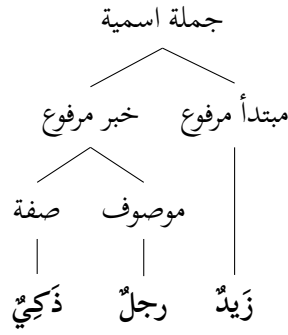 جملة اسمية
مبتدأ مرفوع خبر مرفوع
موصوف صفة
زَيدٌ رجلٌ ذَكِيٌ